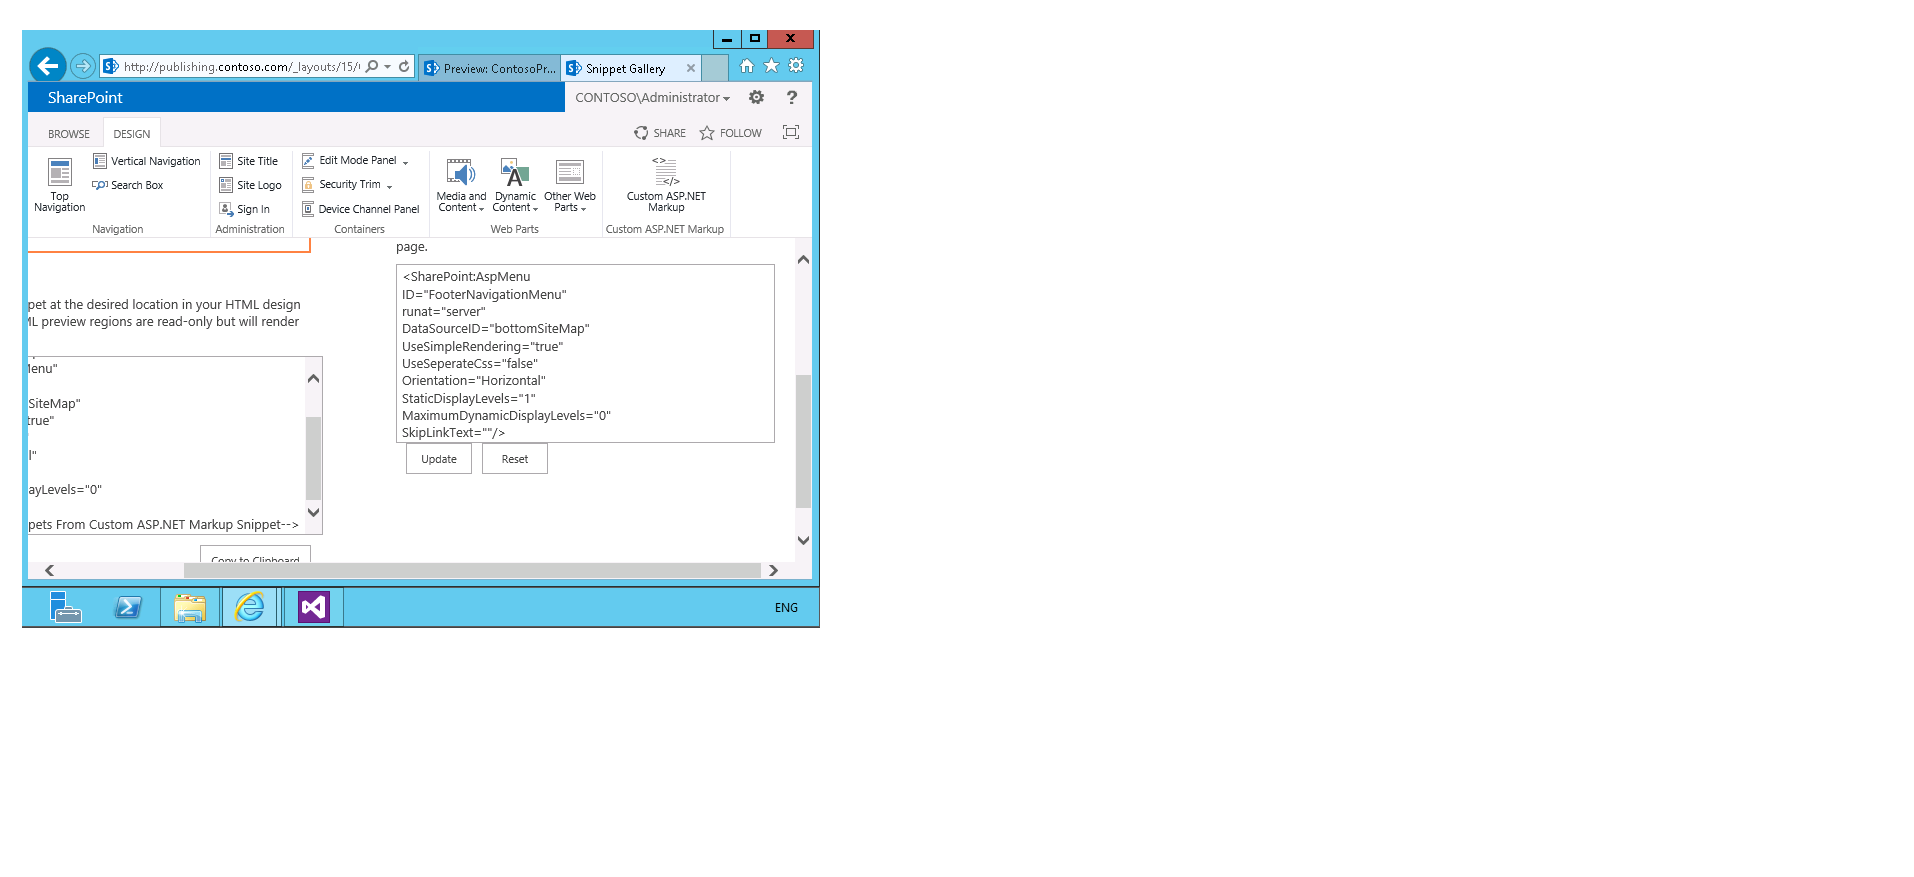 http://publishing.contoso.com/_layouts/15/
Preview: ContosoPr...
Snippet Gallery
SharePoint
CONTOSO\Administrator
BROWSE
DESIGN
SHARE
FOLLOW
Top
Navigation
Vertical Navigation
Search Box
Navigation
Site Title
Site Logo
Sign In
Administration
Edit Mode Panel
Security Trim
Device Channel Panel
Containers
Media and
Content
Dynamic
Content
Other Web
Parts
Web Parts
Custom ASP.NET
Markup
Custom ASP.NET Markup
pet at the desired location in your HTML design
ML preview regions are read-only but will render
Menu"
SiteMap"
true"
l"
ayLevels="0"
pets From Custom ASP.NET Markup Snippet-->
Copy to Clipboard
page.
<SharePoint:AspMenu
ID="FooterNavigationMenu"
runat="server"
DataSourceID="bottomSiteMap"
UseSimpleRendering="true"
UseSeperateCss="false"
Orientation="Horizontal"
StaticDisplayLevels="1"
MaximumDynamicDisplayLevels="0"
SkipLinkText=""/>
Update
Reset
ENG